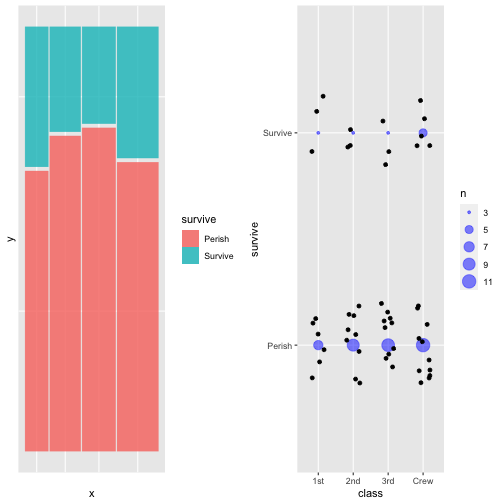 y
x
survive
Perish
Survive
survive
Survive
Perish
1st
2nd
3rd
Crew
class
n
3
5
7
9
11